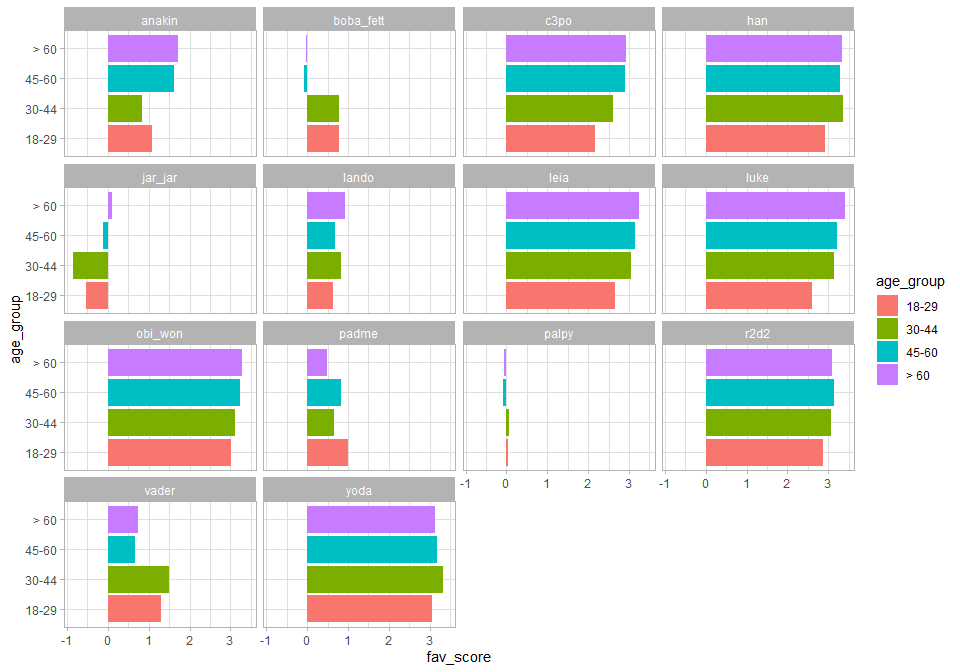 anakin boba_fett c3po han
> 60
45-60
30-44
18-29
jar_jar lando leia luke
> 60
45-60
30-44
18-29
obi_won padme palpy r2d2
> 60
45-60
30-44
18-29
-1 0 1 2 3 -1 0 1 2 3
vader yoda
> 60
45-60
30-44
18-29
-1 0 1 2 3 -1 0 1 2 3
fav_score
age_group
age_group
18-29
30-44
45-60
> 60